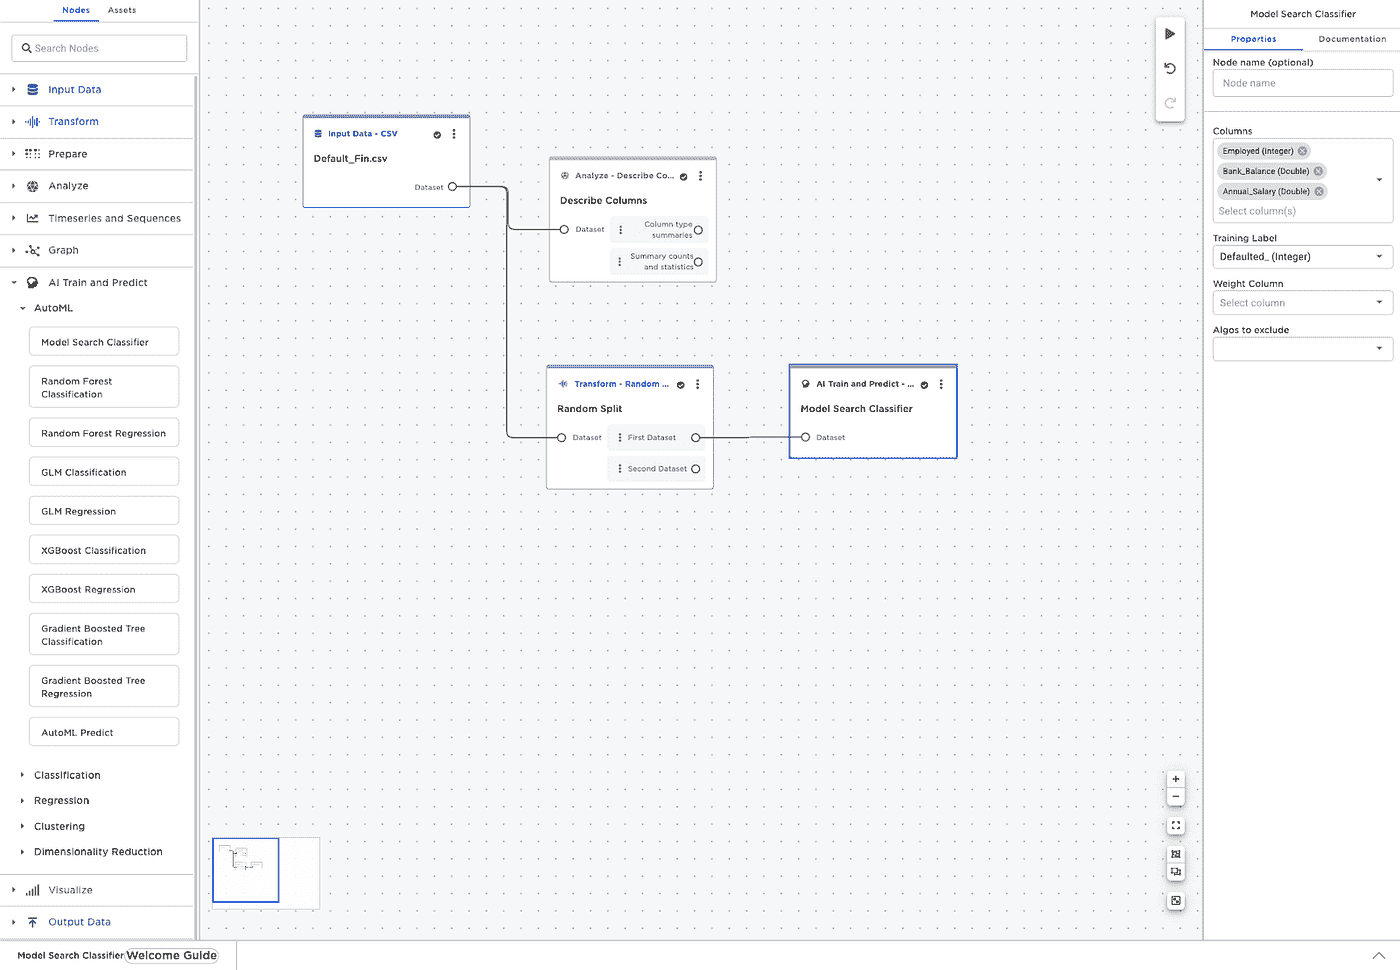 Nodes
Assets
Search Nodes
Input Data
Transform
Prepare
Analyze
Timeseries and Sequences
Graph
AI Train and Predict
AutoML
Model Search Classifier
Random Forest
Classification
Random Forest Regression
GLM Classification
GLM Regression
XGBoost Classification
XGBoost Regression
Gradient Boosted Tree
Classification
Gradient Boosted Tree
Regression
AutoML Predict
Classification
Regression
Clustering
Dimensionality Reduction
Visualize
Output Data
Input Data - CSV
Default_Fin.csv
Dataset
Analyze - Describe Co...
Describe Columns
Dataset
Column type
summaries
Summary counts
and statistics
Transform - Random ...
Random Split
Dataset
First Dataset
Second Dataset
AI Train and Predict - ...
Model Search Classifier
Dataset
Model Search Classifier
Properties
Documentation
Node name (optional)
Node name
Columns
Employed (Integer)
Bank_Balance (Double)
Annual_Salary (Double)
Select column(s)
Training Label
Defaulted_ (Integer)
Weight Column
Select column
Algos to exclude
Model Search Classifier
Welcome Guide